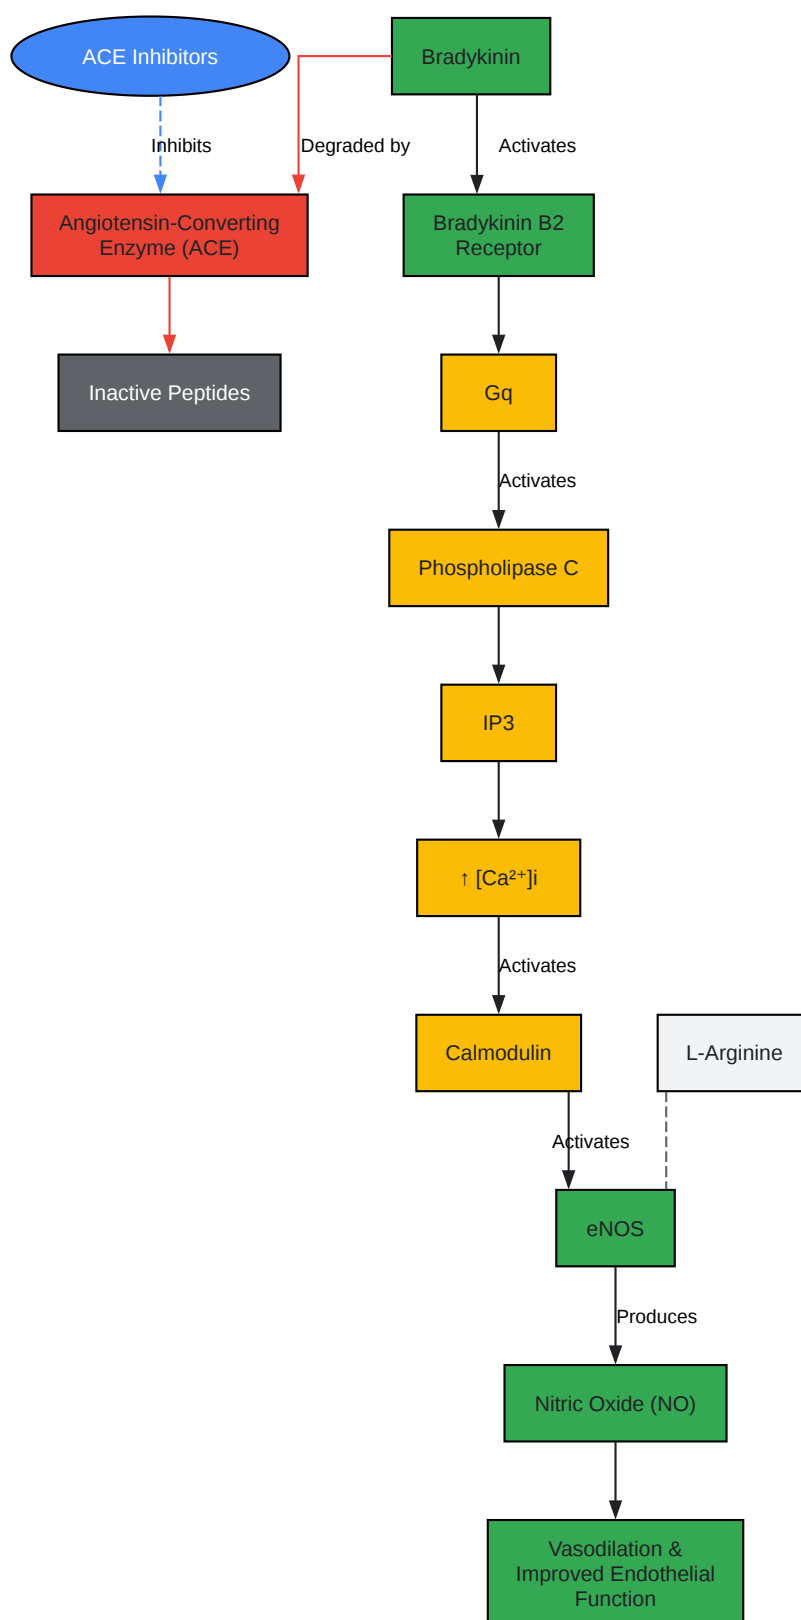 ACE Inhibitors
Bradykinin
Inhibits
Degraded by
Activates
Angiotensin-Converting
Enzyme (ACE)
Bradykinin B2
Receptor
Inactive Peptides
Gq
Activates
Phospholipase C
IP3
↑ [Ca²⁺]i
Activates
Calmodulin
L-Arginine
Activates
eNOS
Produces
Nitric Oxide (NO)
Vasodilation &
Improved Endothelial
Function